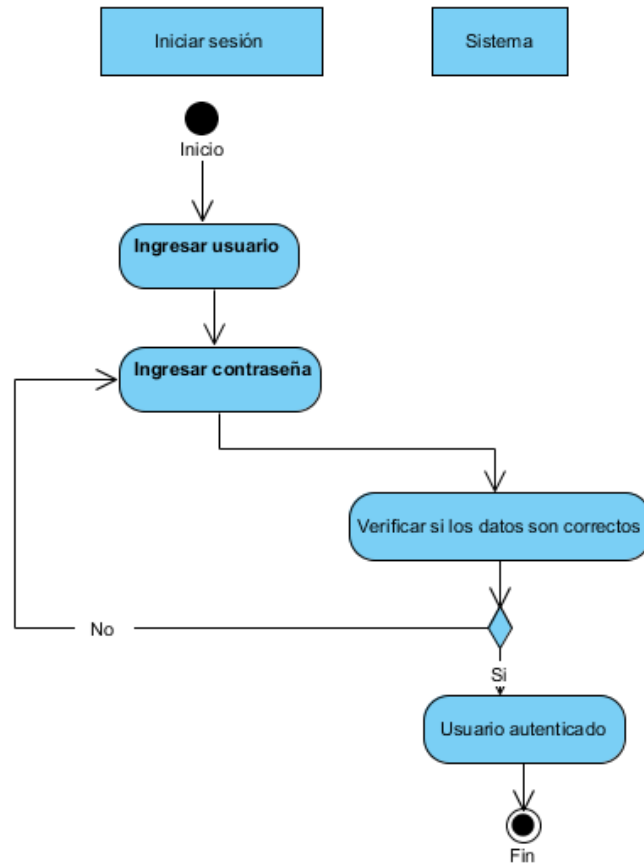 Iniciar sesión
Sistema
Inicio
Ingresar usuario
Ingresar contraseña
Verificar si los datos son correctos
No
Si
Usuario autenticado
Fin